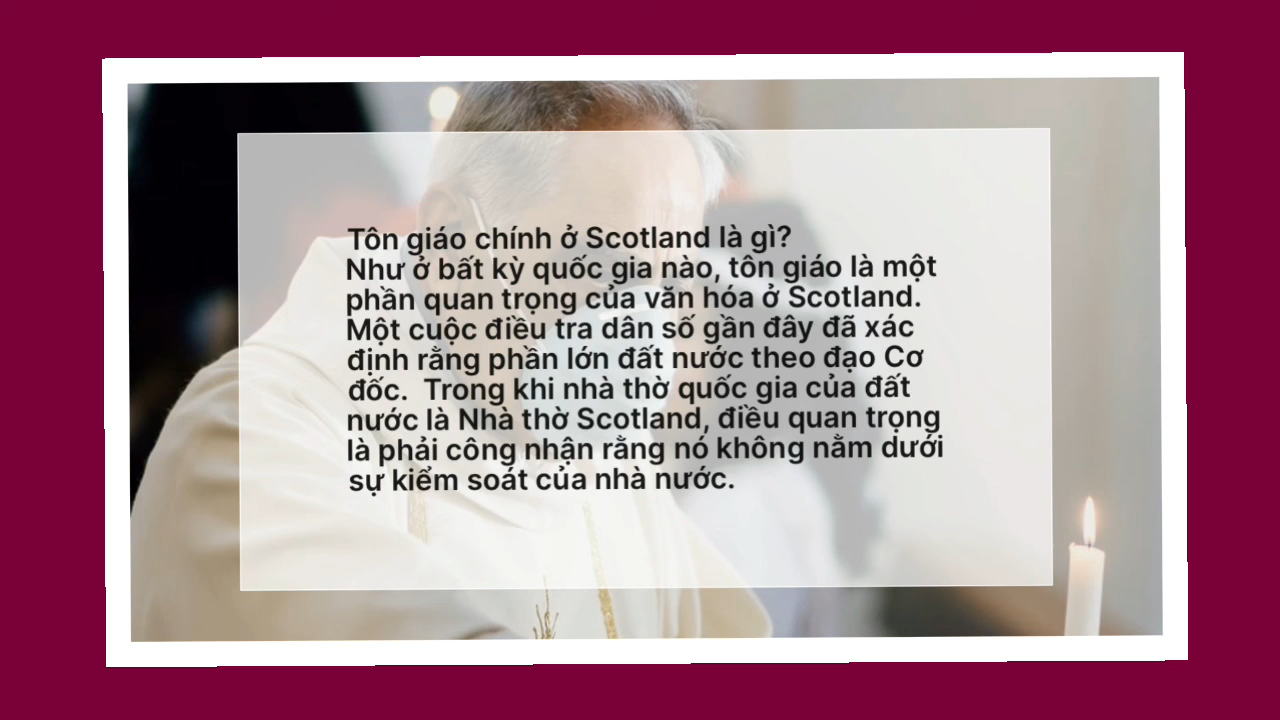 Tôn giáo chính ở Scotland là gì?
Như ở bất kỳ quốc gia nào, tôn giáo là một
phần quan trọng của văn hóa ở Scotland.
Một cuộc điều tra dân số gần đây đã xác
định rằng phần lớn đất nước theo đạo Cơ
đốc.  Trong khi nhà thờ quốc gia của đất
nước là Nhà thờ Scotland, điều quan trọng
là phải công nhận rằng nó không nằm dưới
sự kiểm soát của nhà nước.